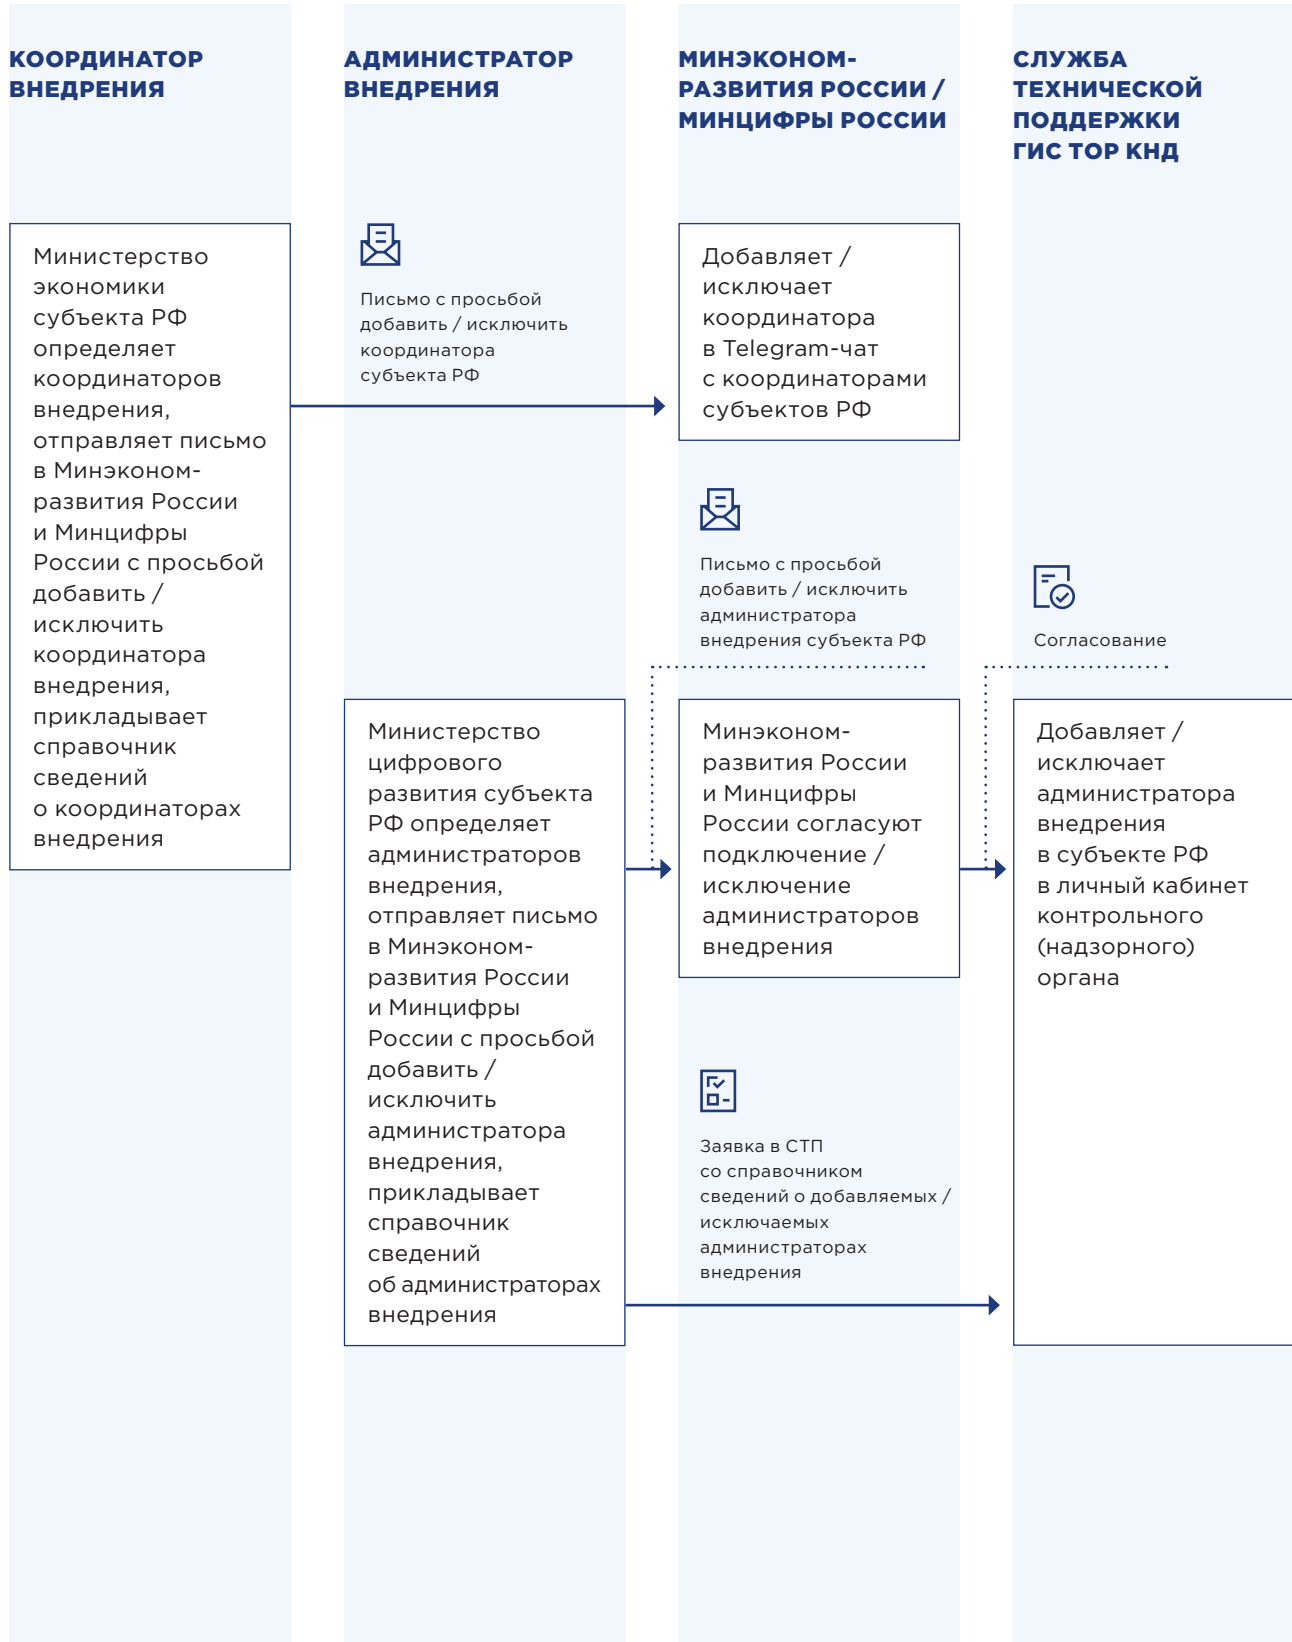 КООРДИНАТОР
ВНЕДРЕНИЯ
АДМИНИСТРАТОР
ВНЕДРЕНИЯ
МИНЭКОНОМ-
РАЗВИТИЯ РОССИИ /
МИНЦИФРЫ РОССИИ
СЛУЖБА
ТЕХНИЧЕСКОЙ
ПОДДЕРЖКИ
ГИС ТОР КНД
Министерство
экономики
субъекта РФ
определяет
координаторов
внедрения,
отправляет письмо
в Минэконом-
развития России
и Минцифры
России с просьбой
добавить /
исключить
координатора
внедрения,
прикладывает
справочник
сведений
о координаторах
внедрения
Письмо с просьбой
добавить / исключить
координатора
субъекта РФ
Добавляет /
исключает
координатора
в Telegram-чат
с координаторами
субъектов РФ
Письмо с просьбой
добавить / исключить
администратора
внедрения субъекта РФ
Согласование
Министерство
цифрового
развития субъекта
РФ определяет
администраторов
внедрения,
отправляет письмо
в Минэконом-
развития России
и Минцифры
России с просьбой
добавить /
исключить
администратора
внедрения,
прикладывает
справочник
сведений
об администраторах
внедрения
Минэконом-
развития России
и Минцифры
России согласуют
подключение /
исключение
администраторов
внедрения
Добавляет /
исключает
администратора
внедрения
в субъекте РФ
в личный кабинет
контрольного
(надзорного)
органа
Заявка в СТП
со справочником
сведений о добавляемых /
исключаемых
администраторах
внедрения